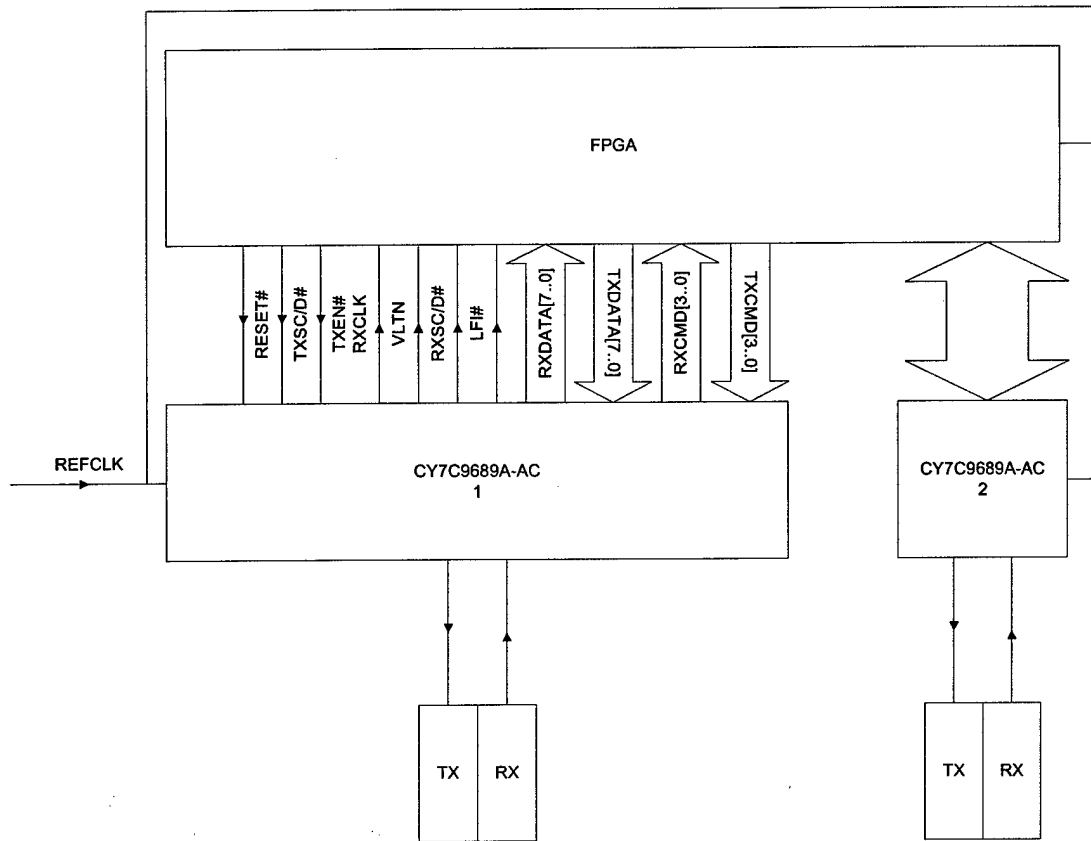 FPGA
RESET#
TXSC/D#
TXEN#
RXCLK
VLTN
RXSC/D#
LFI#
RXDATA[7..0]
TXDATA[7..0]
RXCMD[3..0]
TXCMD[3..0]
REFCLK
CY7C9689A-AC
1
CY7C9689A-AC
2
TX
RX
TX
RX